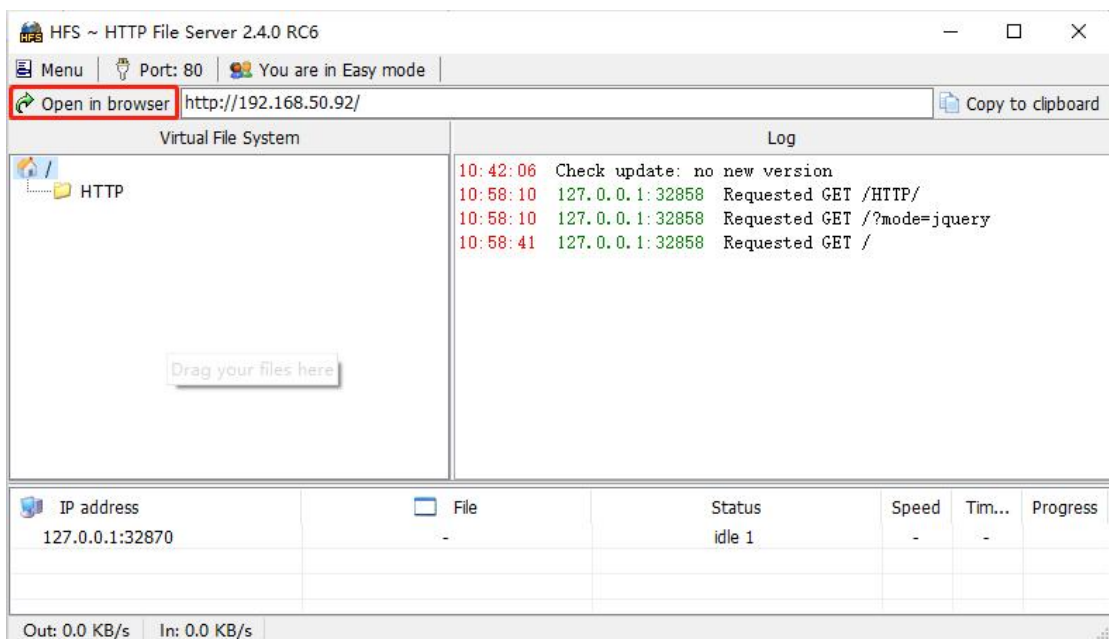 HFS ~ HTTP File Server 2.4.0 RC6
Menu Port: 80 You are in Easy mode
Open in browser http://192.168.50.92/ Copy to clipboard
Virtual File System Log
/
HTTP
10:42:06 Check update: no new version
10:58:10 127.0.0.1:32858 Requested GET /HTTP/
10:58:10 127.0.0.1:32858 Requested GET /?mode=jquery
10:58:41 127.0.0.1:32858 Requested GET /
Drag your files here
IP address File Status Speed Tim... Progress
127.0.0.1:32870 - idle 1 - -
Out: 0.0 KB/s In: 0.0 KB/s